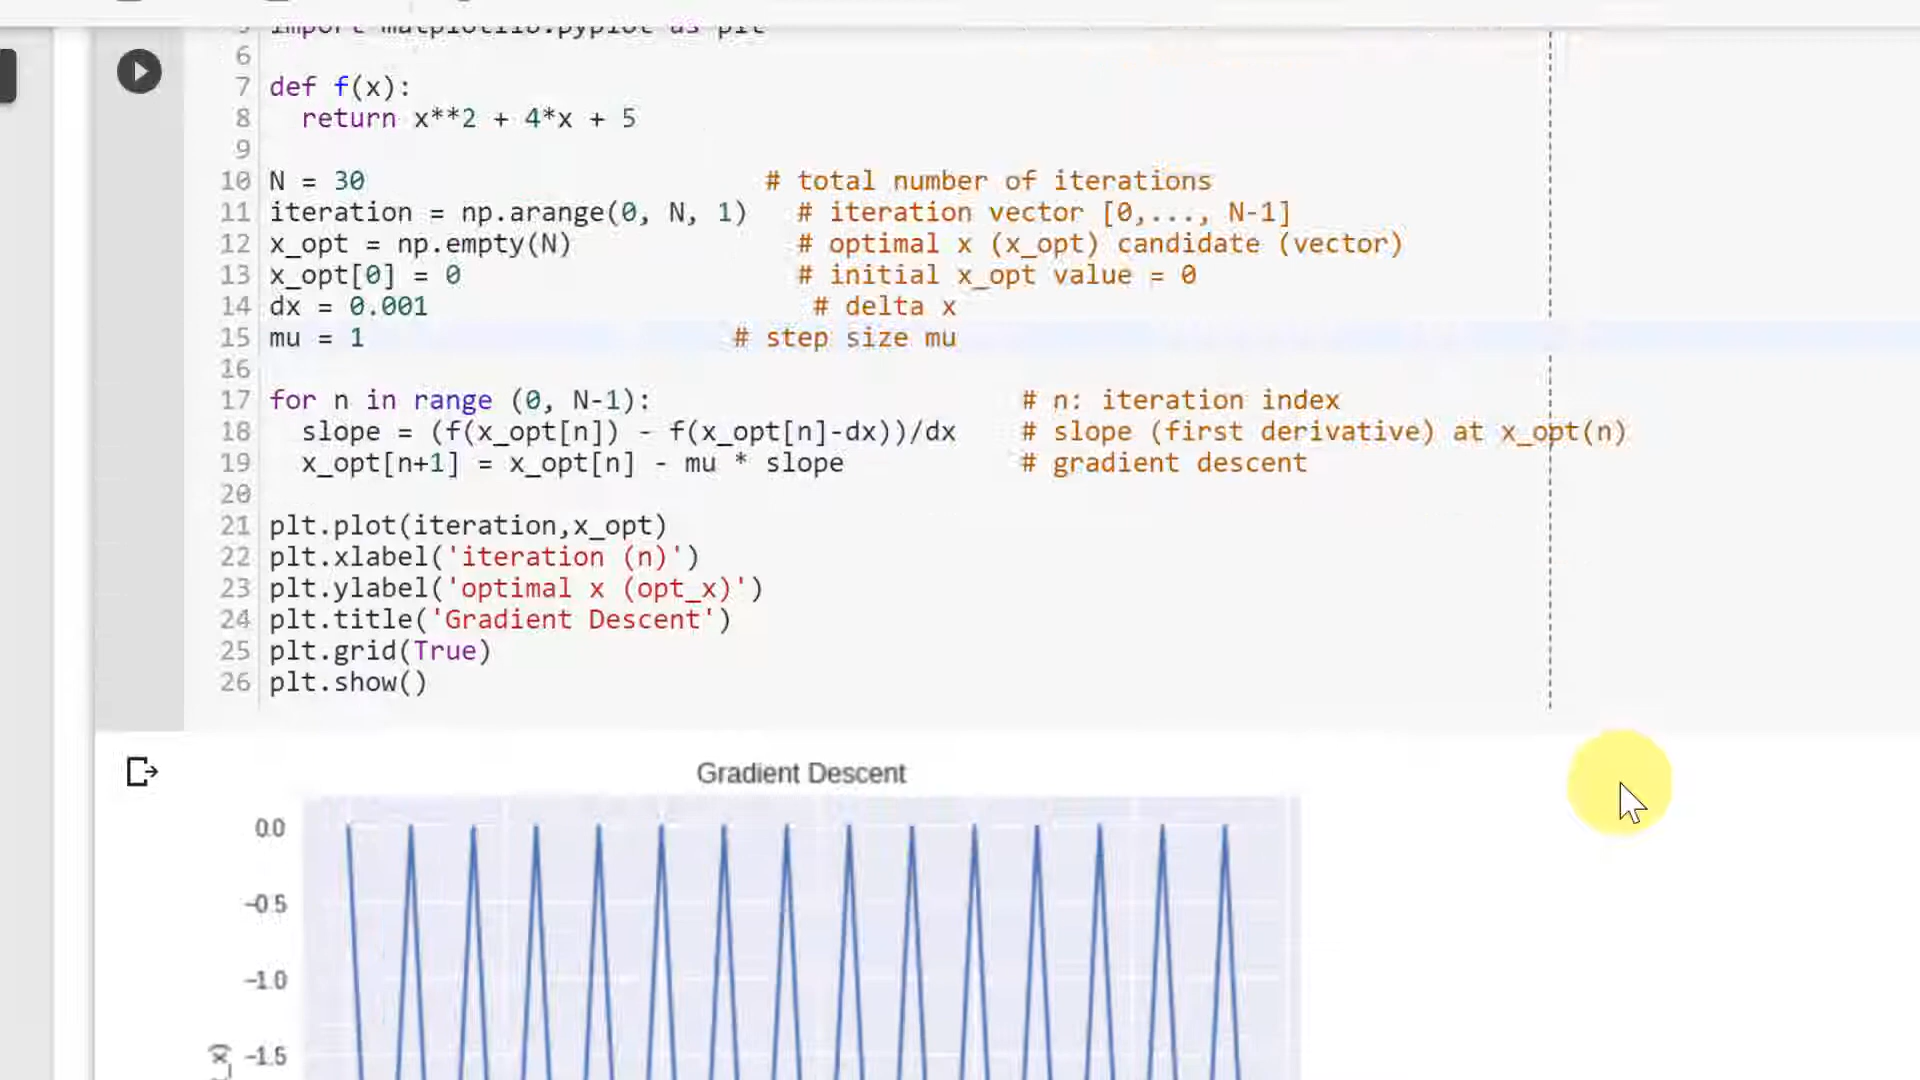 5 import matplotlib.pyplot as plt
6
7 def f(x):
8   return x**2 + 4*x + 5
9
10 N = 30                         # total number of iterations
11 iteration = np.arange(0, N, 1)   # iteration vector [0,..., N-1]
12 x_opt = np.empty(N)              # optimal x (x_opt) candidate (vector)
13 x_opt[0] = 0                     # initial x_opt value = 0
14 dx = 0.001                        # delta x
15 mu = 1                       # step size mu
16
17 for n in range (0, N-1):                       # n: iteration index
18   slope = (f(x_opt[n]) - f(x_opt[n]-dx))/dx    # slope (first derivative) at x_opt(n)
19   x_opt[n+1] = x_opt[n] - mu * slope           # gradient descent
20
21 plt.plot(iteration,x_opt)
22 plt.xlabel('iteration (n)')
23 plt.ylabel('optimal x (opt_x)')
24 plt.title('Gradient Descent')
25 plt.grid(True)
26 plt.show()
Gradient Descent
0.0
−0.5
−1.0
−1.5